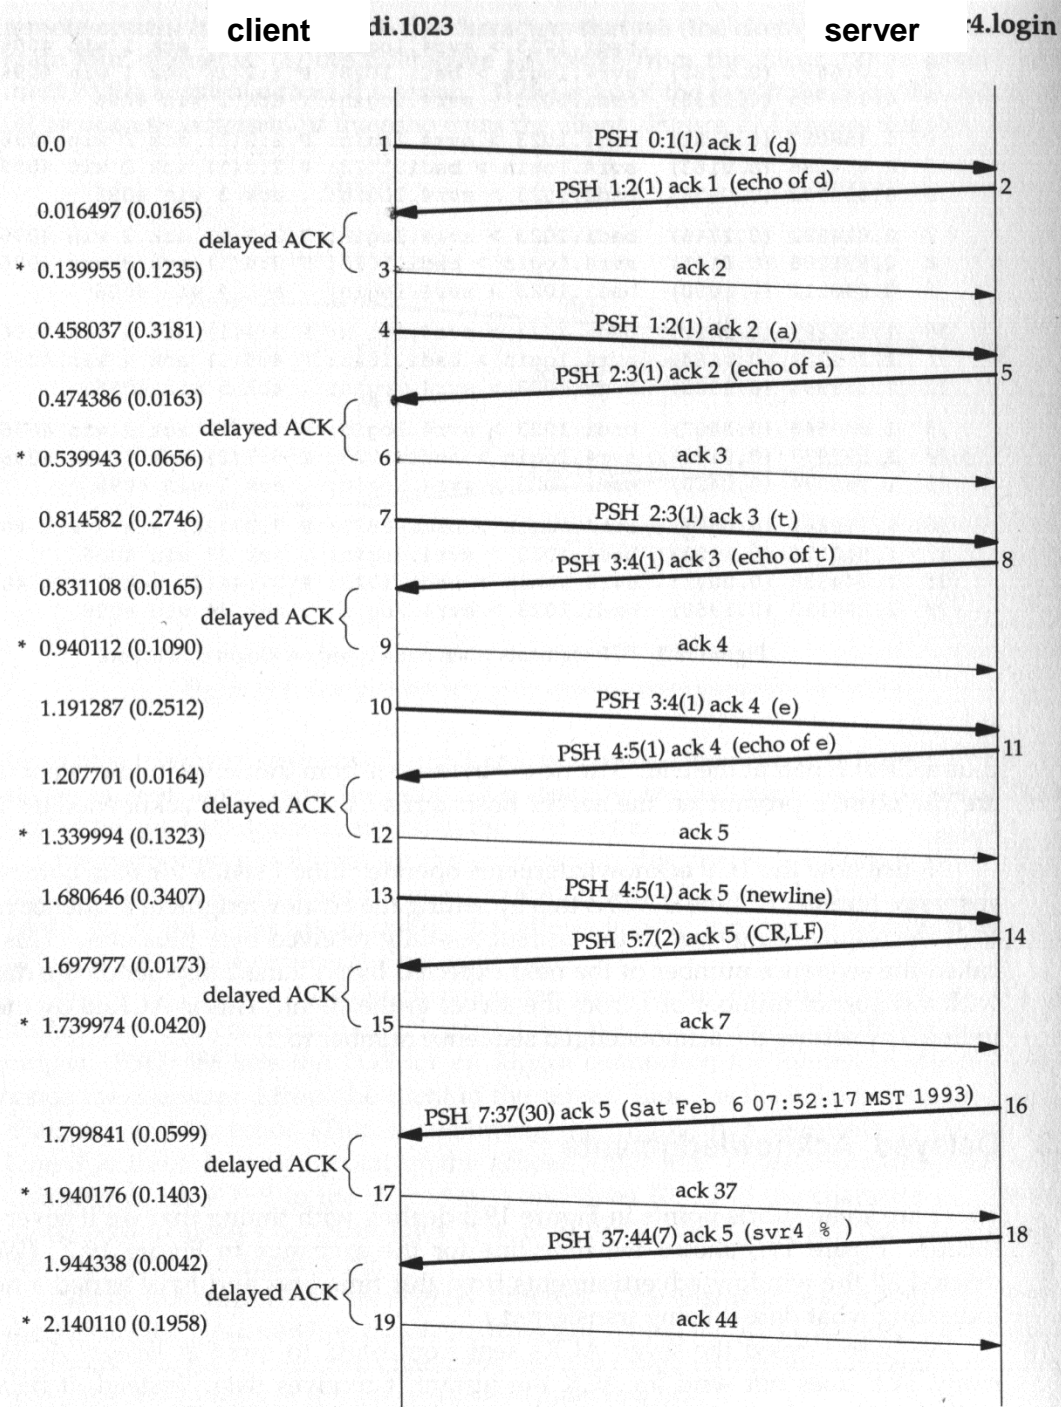 client di.1023 server r4.login
0.0 1 PSH 0:1(1) ack 1 (d)
PSH 1:2(1) ack 1 (echo of d) 2
0.016497 (0.0165)
delayed ACK
* 0.139955 (0.1235) 3 ack 2
0.458037 (0.3181) 4 PSH 1:2(1) ack 2 (a)
PSH 2:3(1) ack 2 (echo of a) 5
0.474386 (0.0163)
delayed ACK
* 0.539943 (0.0656) 6 ack 3
0.814582 (0.2746) 7 PSH 2:3(1) ack 3 (t)
PSH 3:4(1) ack 3 (echo of t) 8
0.831108 (0.0165)
delayed ACK
* 0.940112 (0.1090) 9 ack 4
1.191287 (0.2512) 10 PSH 3:4(1) ack 4 (e)
PSH 4:5(1) ack 4 (echo of e) 11
1.207701 (0.0164)
delayed ACK
* 1.339994 (0.1323) 12 ack 5
1.680646 (0.3407) 13 PSH 4:5(1) ack 5 (newline)
PSH 5:7(2) ack 5 (CR,LF) 14
1.697977 (0.0173)
delayed ACK
* 1.739974 (0.0420) 15 ack 7
PSH 7:37(30) ack 5 (Sat Feb 6 07:52:17 MST 1993) 16
1.799841 (0.0599)
delayed ACK
* 1.940176 (0.1403) 17 ack 37
PSH 37:44(7) ack 5 (svr4 % ) 18
1.944338 (0.0042)
delayed ACK
* 2.140110 (0.1958) 19 ack 44